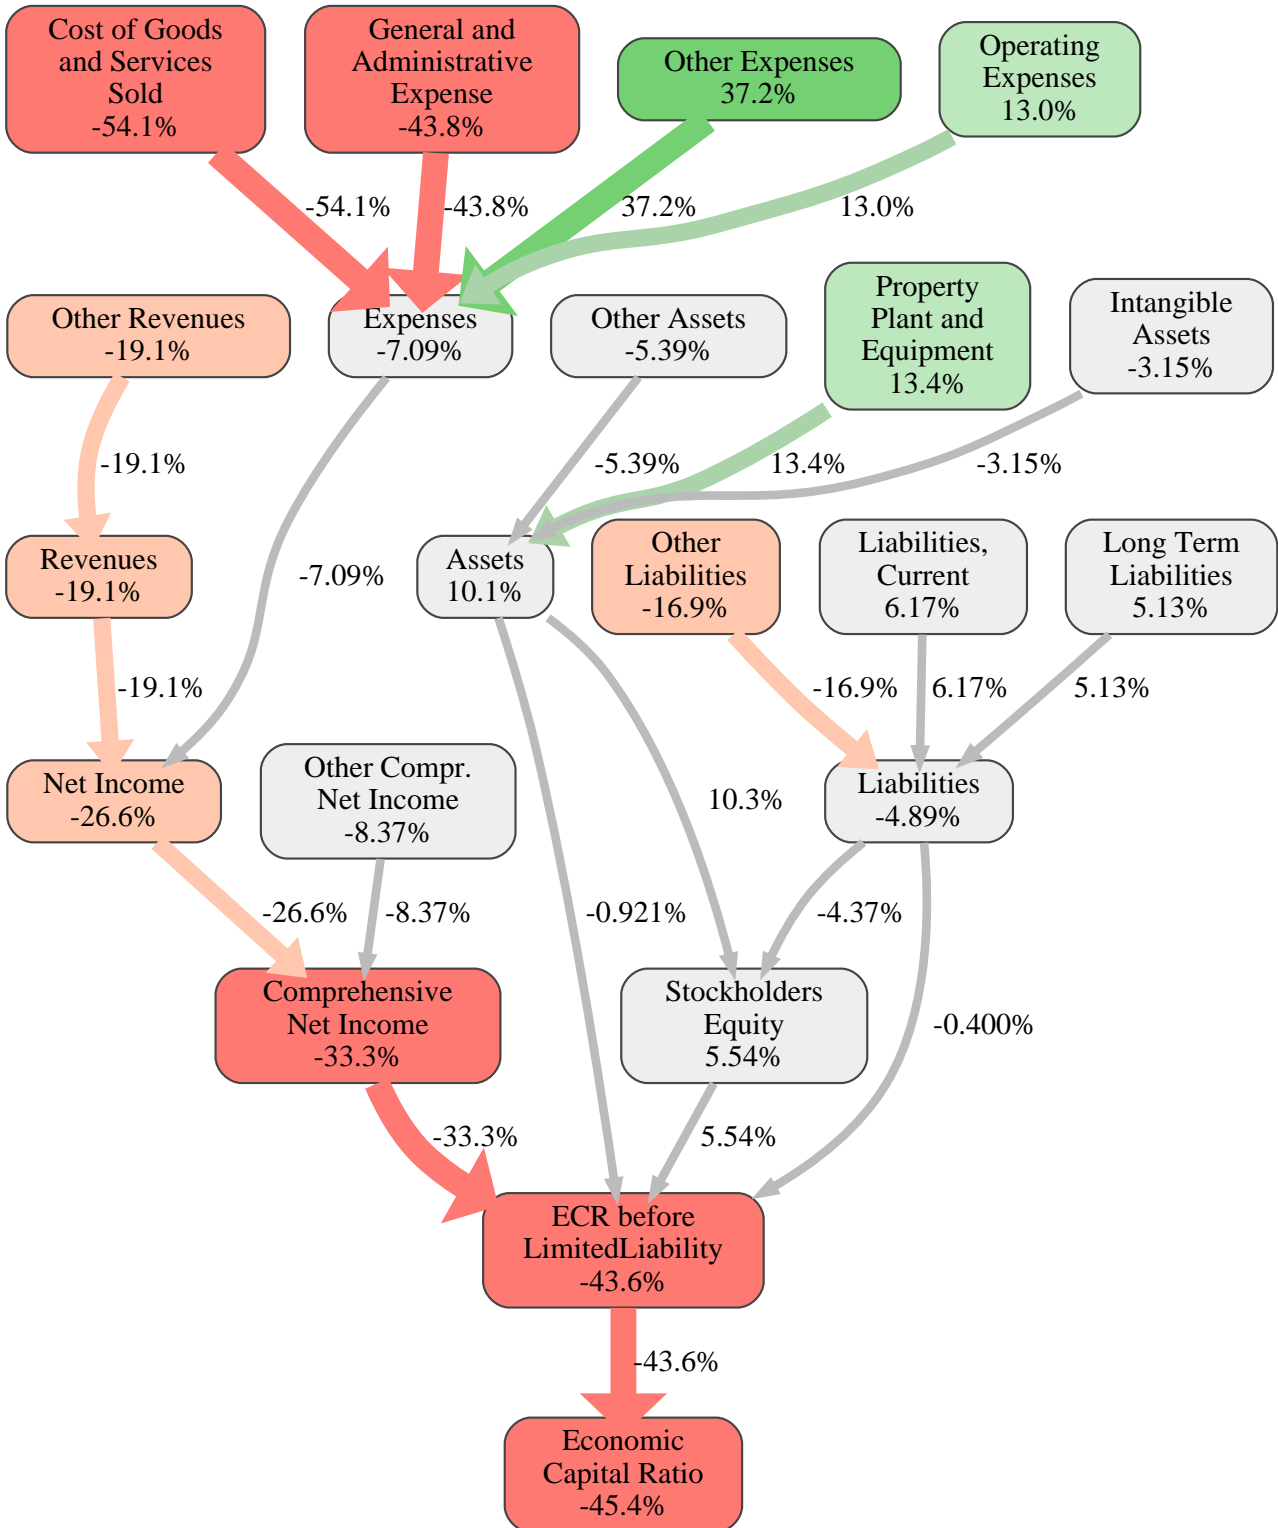 Cost of Goods
and Services
Sold
-54.1%
General and
Administrative
Expense
-43.8%
Other Expenses
37.2%
Operating
Expenses
13.0%
-54.1%
-43.8%
37.2%
13.0%
Other Revenues
-19.1%
Expenses
-7.09%
Other Assets
-5.39%
Property
Plant and
Equipment
13.4%
Intangible
Assets
-3.15%
-19.1%
-7.09%
-5.39%
13.4%
-3.15%
Revenues
-19.1%
Assets
10.1%
Other
Liabilities
-16.9%
Liabilities,
Current
6.17%
Long Term
Liabilities
5.13%
-19.1%
-16.9%
6.17%
5.13%
Net Income
-26.6%
Other Compr.
Net Income
-8.37%
10.3%
Liabilities
-4.89%
-26.6%
-8.37%
-0.921%
-4.37%
-0.400%
Comprehensive
Net Income
-33.3%
Stockholders
Equity
5.54%
-33.3%
5.54%
ECR before
LimitedLiability
-43.6%
-43.6%
Economic
Capital Ratio
-45.4%